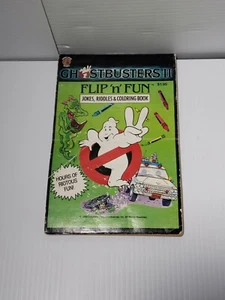 GHOSTBUSTERS II
FLIP 'n' FUN
JOKES, RIDDLES & COLORING BOOK
HOURS OF
RIOTOUS
FUN!